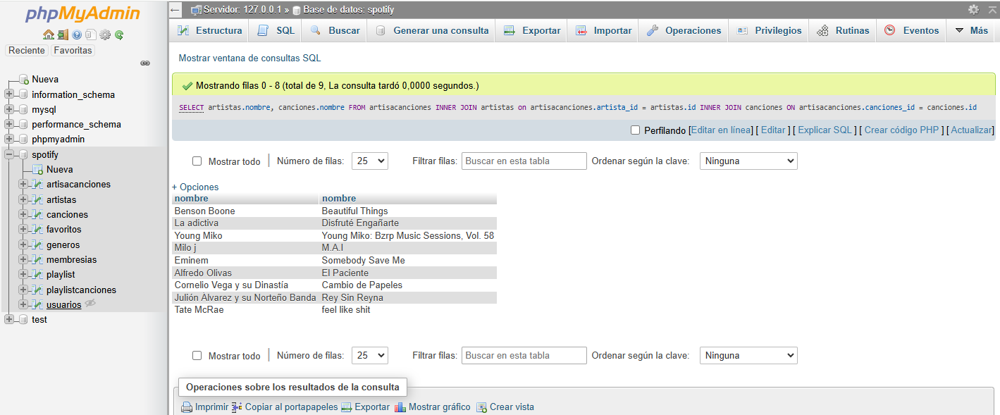 phpMyAdmin
Reciente Favoritas
Nueva
information_schema
mysql
performance_schema
phpmyadmin
spotify
Nueva
artisacanciones
artistas
canciones
favoritos
generos
membresias
playlist
playlistcanciones
usuarios
test
Servidor: 127.0.0.1 » Base de datos: spotify
Estructura SQL Buscar Generar una consulta Exportar Importar Operaciones Privilegios Rutinas Eventos Más
Mostrar ventana de consultas SQL
Mostrando filas 0 - 8 (total de 9, La consulta tardó 0,0000 segundos.)
SELECT artistas.nombre, canciones.nombre FROM artisacanciones INNER JOIN artistas on artisacanciones.artista_id = artistas.id INNER JOIN canciones ON artisacanciones.canciones_id = canciones.id
Perfilando [Editar en línea] [ Editar ] [ Explicar SQL ] [ Crear código PHP ] [ Actualizar]
Mostrar todo | Número de filas: 25 Filtrar filas: Buscar en esta tabla Ordenar según la clave: Ninguna
+ Opciones
nombre nombre
Benson Boone Beautiful Things
La adictiva Disfruté Engañarte
Young Miko Young Miko: Bzrp Music Sessions, Vol. 58
Milo j M.A.I
Eminem Somebody Save Me
Alfredo Olivas El Paciente
Cornelio Vega y su Dinastía Cambio de Papeles
Julión Álvarez y su Norteño Banda Rey Sin Reyna
Tate McRae feel like shit
Mostrar todo | Número de filas: 25 Filtrar filas: Buscar en esta tabla Ordenar según la clave: Ninguna
Operaciones sobre los resultados de la consulta
Imprimir Copiar al portapapeles Exportar Mostrar gráfico Crear vista